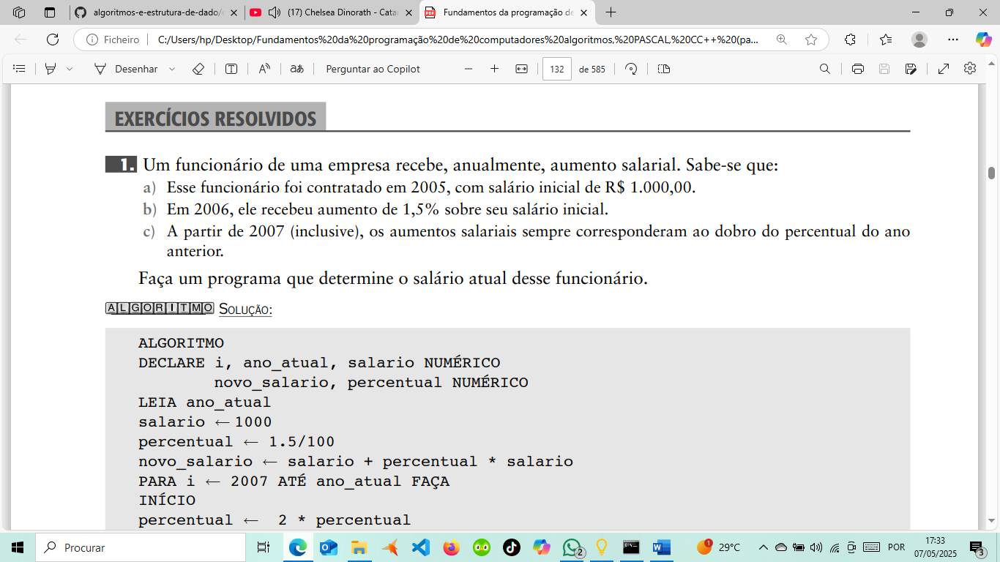 algoritmos-e-estrutura-de-dado/
(17) Chelsea Dinorath - Cata
Fundamentos da programação de
Ficheiro
C:/Users/hp/Desktop/Fundamentos%20da%20programação%20de%20computadores%20algoritmos,%20PASCAL,%20CC++%20(pa...
Desenhar
Perguntar ao Copilot
132
de 585
EXERCÍCIOS RESOLVIDOS
1. Um funcionário de uma empresa recebe, anualmente, aumento salarial. Sabe-se que:
a) Esse funcionário foi contratado em 2005, com salário inicial de R$ 1.000,00.
b) Em 2006, ele recebeu aumento de 1,5% sobre seu salário inicial.
c) A partir de 2007 (inclusive), os aumentos salariais sempre corresponderam ao dobro do percentual do ano
anterior.
Faça um programa que determine o salário atual desse funcionário.
ALGORITMO SOLUÇÃO:
ALGORITMO
DECLARE i, ano_atual, salario NUMÉRICO
novo_salario, percentual NUMÉRICO
LEIA ano_atual
salario ← 1000
percentual ← 1.5/100
novo_salario ← salario + percentual * salario
PARA i ← 2007 ATÉ ano_atual FAÇA
INÍCIO
percentual ← 2 * percentual
Procurar
2
1
29°C
POR
17:33
07/05/2025
3